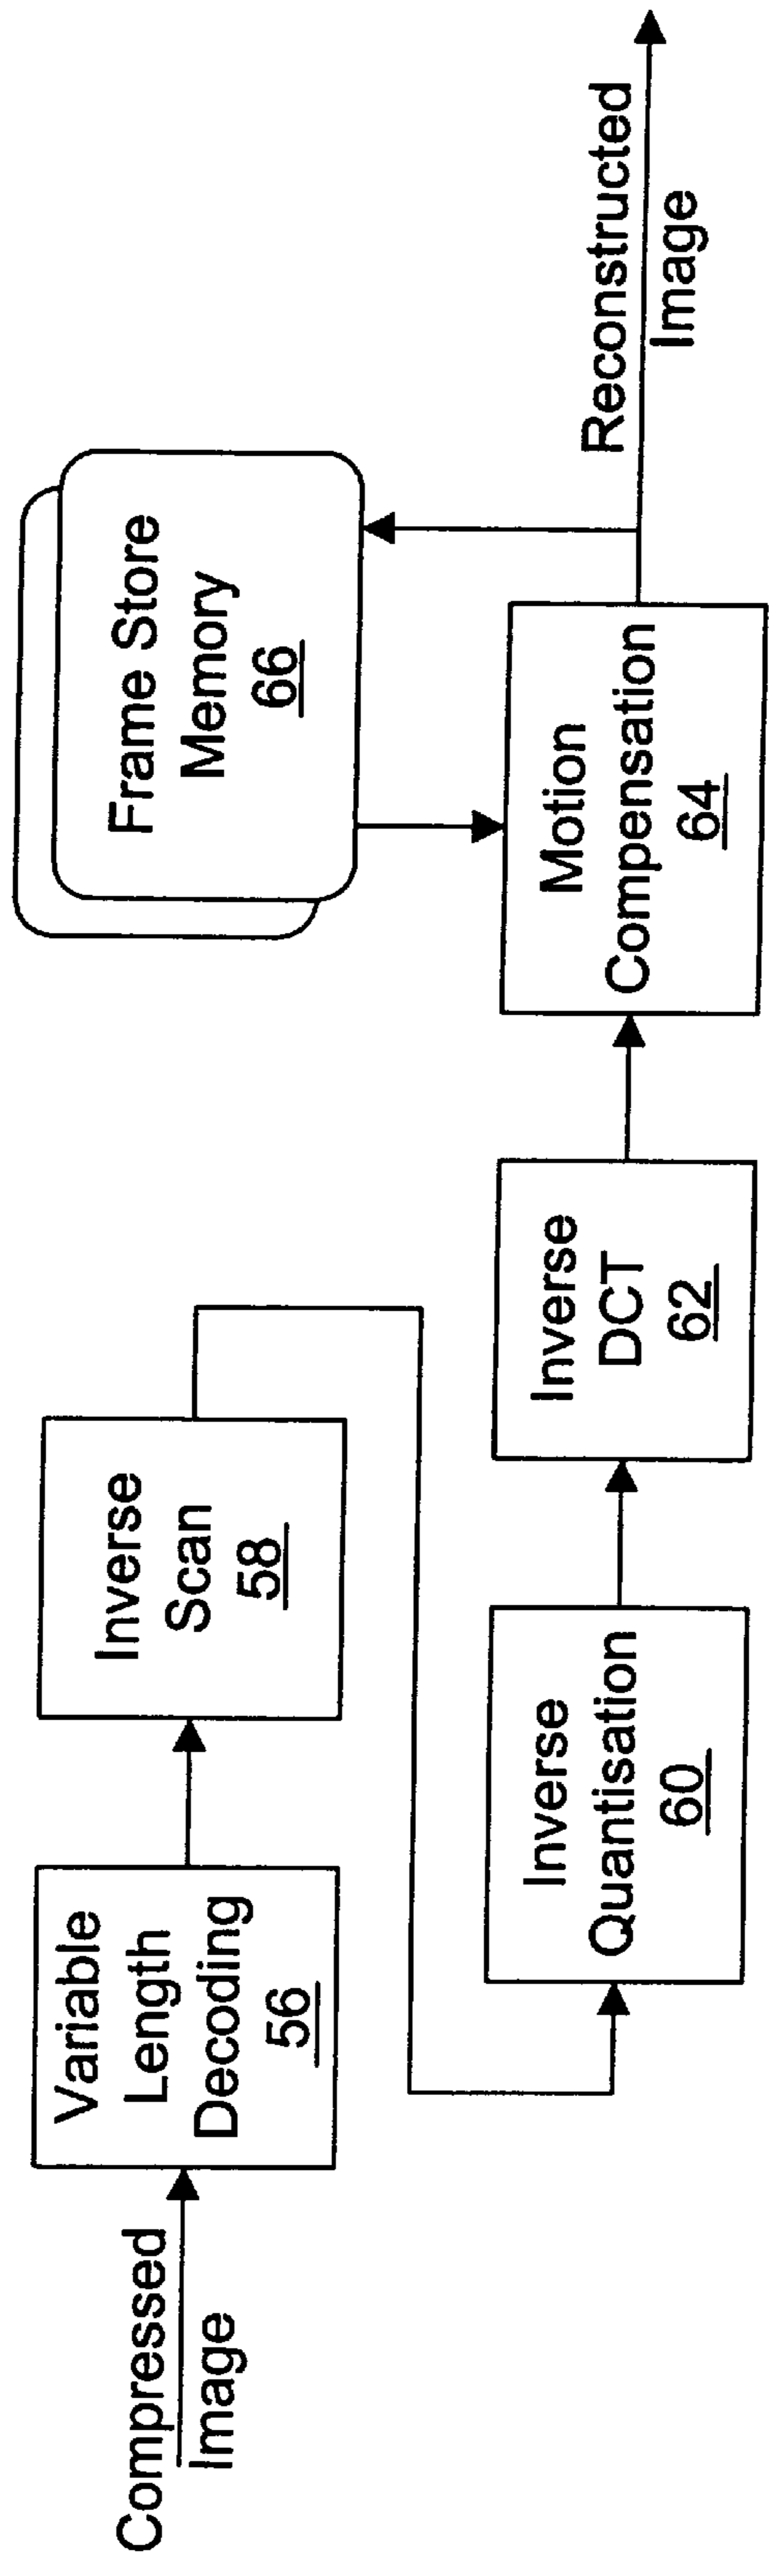 Compressed
Image
Variable
Length
Decoding
56
Inverse
Scan
58
Inverse
Quantisation
60
Inverse
DCT
62
Motion
Compensation
64
Frame Store
Memory
66
Reconstructed
Image